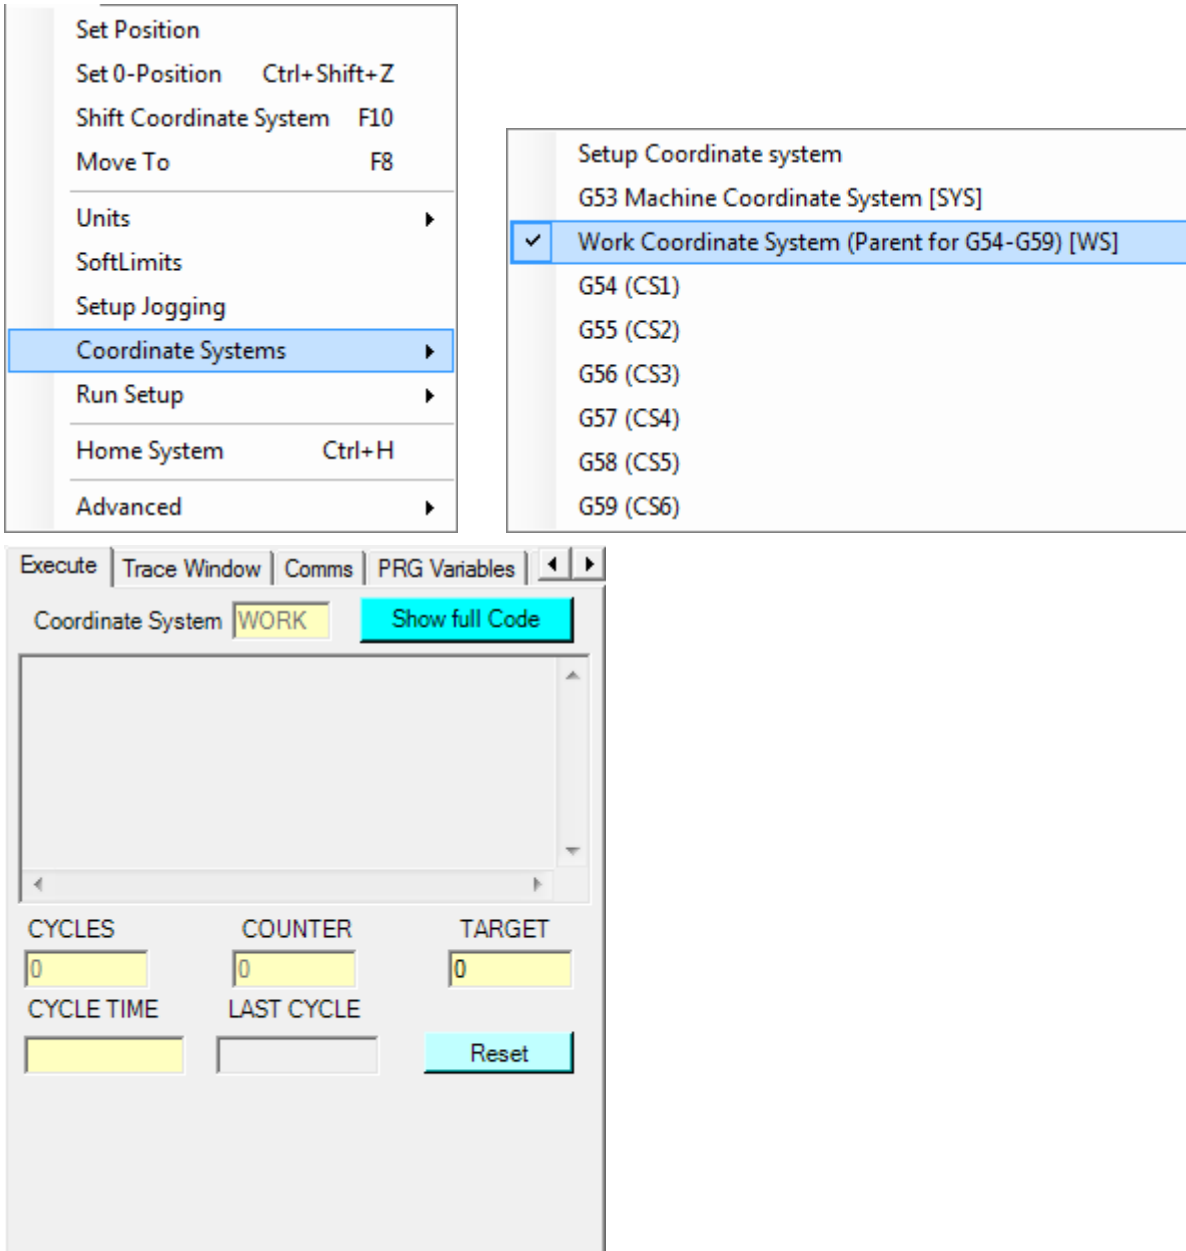 Set Position
Set 0-Position Ctrl+Shift+Z
Shift Coordinate System F10
Move To F8
Units
SoftLimits
Setup Jogging
Coordinate Systems
Run Setup
Home System Ctrl+H
Advanced
Setup Coordinate system
G53 Machine Coordinate System [SYS]
Work Coordinate System (Parent for G54-G59) [WS]
G54 (CS1)
G55 (CS2)
G56 (CS3)
G57 (CS4)
G58 (CS5)
G59 (CS6)
Execute Trace Window Comms PRG Variables
Coordinate System WORK Show full Code
CYCLES COUNTER TARGET
0 0 0
CYCLE TIME LAST CYCLE
Reset